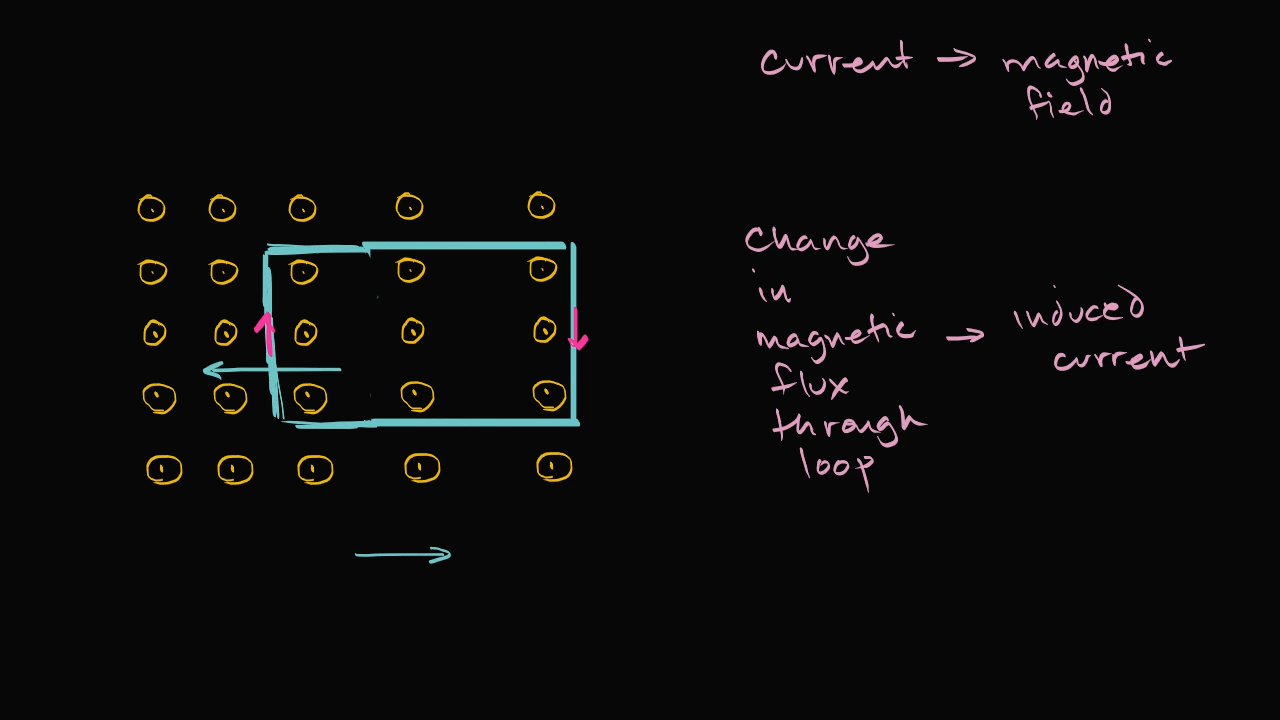 current → magnetic
field
change
in
magnetic → induced
current
flux
through
loop